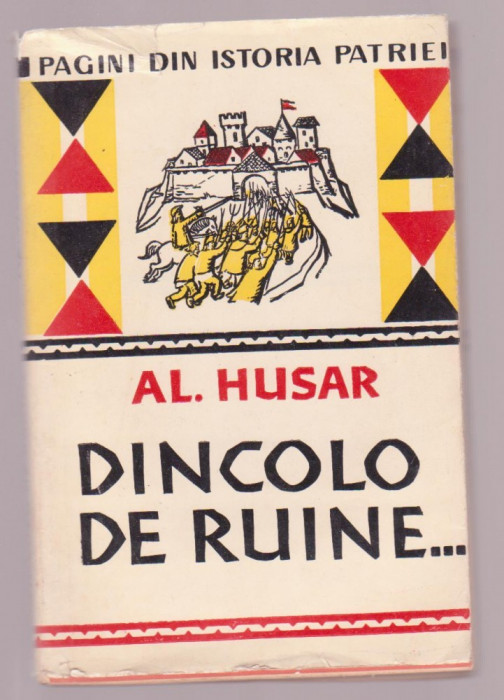 PAGINI DIN ISTORIA PATRIEI
AL. HUSAR
DINCOLO
DE RUINE...